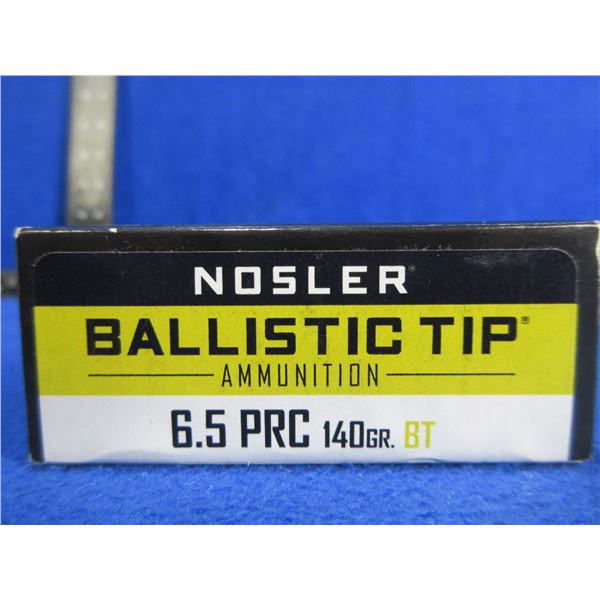 NOSLER®
BALLISTIC TIP®
AMMUNITION
6.5 PRC 140GR. BT